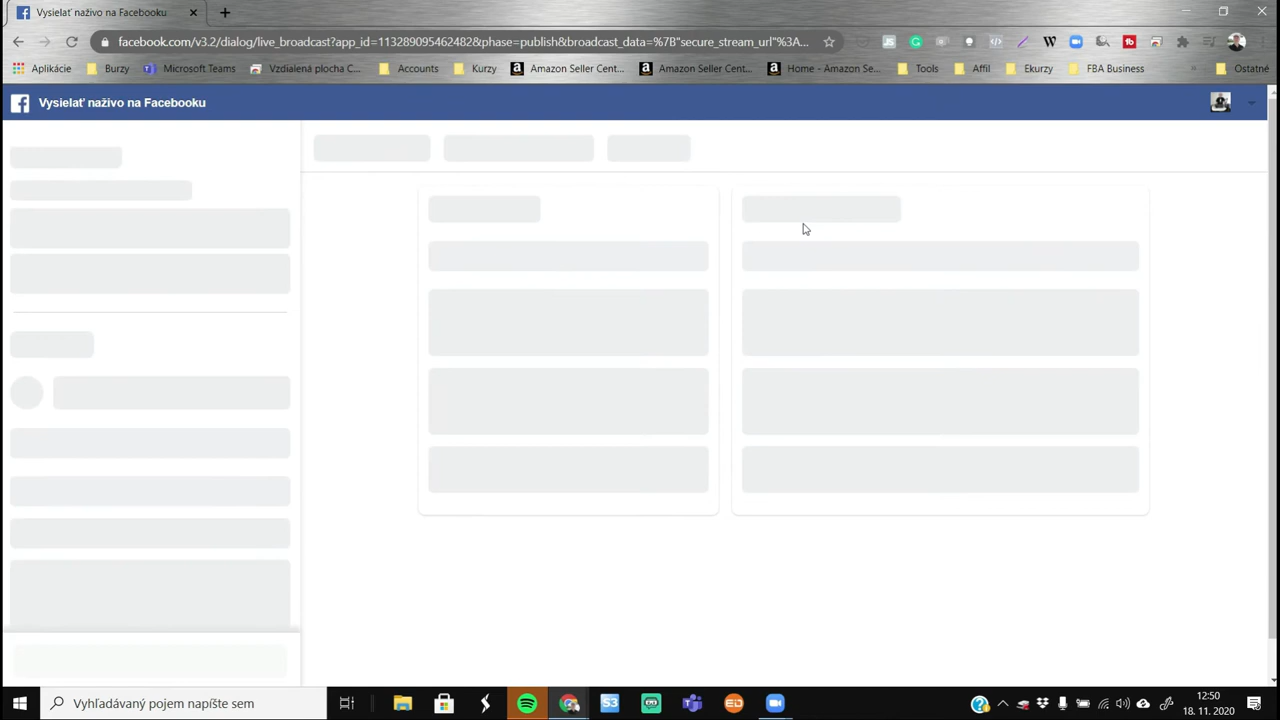 Vysielať naživo na Facebooku
facebook.com/v3.2/dialog/live_broadcast?app_id=113289095462482&phase=publish&broadcast_data=%7B"secure_stream_url"%3A...
Aplikácie
Burzy
Microsoft Teams
Vzdialená plocha C...
Accounts
Kurzy
Amazon Seller Cent...
Amazon Seller Cent...
Home - Amazon Se...
Tools
Affil
Ekurzy
FBA Business
»
Ostatné
Vysielať naživo na Facebooku
Vyhľadávaný pojem napíšte sem
12:50
18. 11. 2020